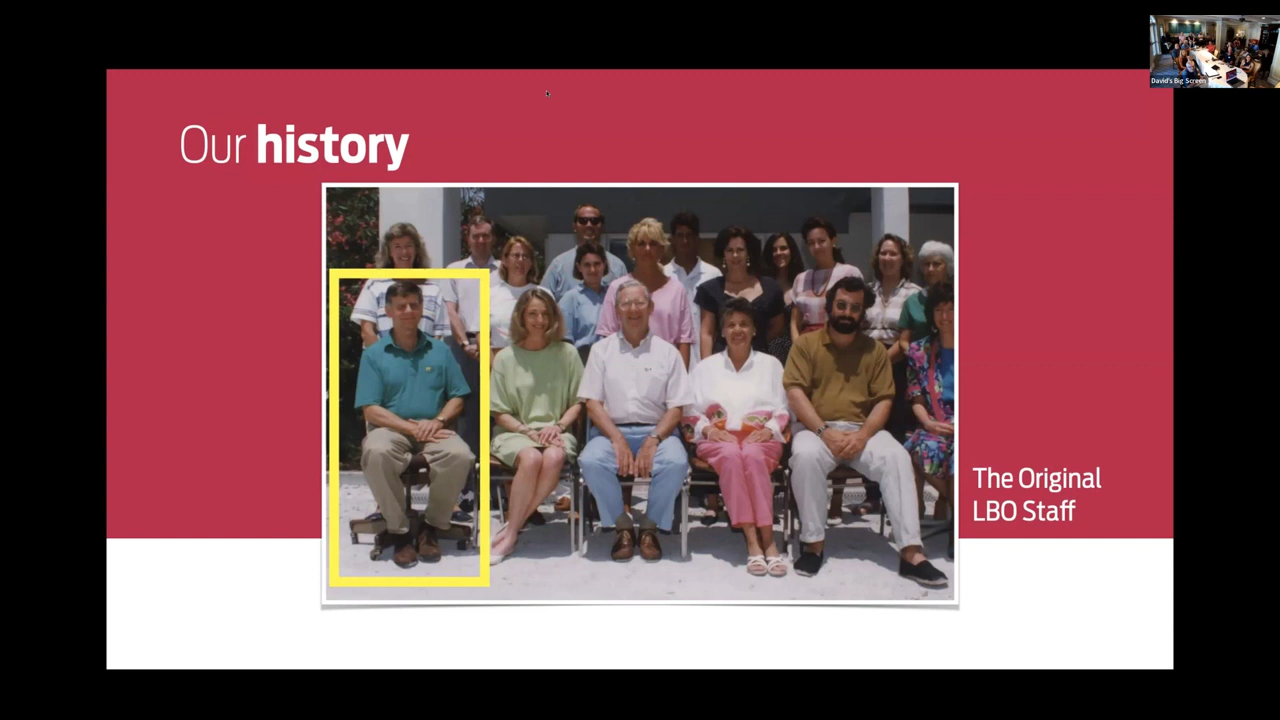 David's Big Screen
Our history
The Original
LBO Staff